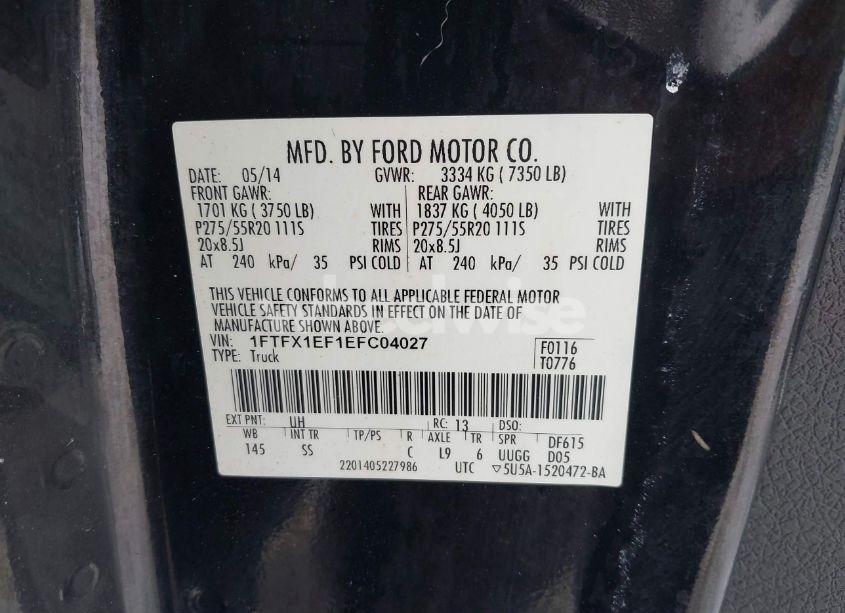 MFD. BY FORD MOTOR CO.
DATE: 05/14 GVWR: 3334 KG ( 7350 LB)
FRONT GAWR: REAR GAWR:
1701 KG ( 3750 LB) WITH 1837 KG ( 4050 LB) WITH
P275/55R20 111S TIRES P275/55R20 111S TIRES
20x8.5J RIMS 20x8.5J RIMS
AT 240 kPa/ 35 PSI COLD AT 240 kPa/ 35 PSI COLD
THIS VEHICLE CONFORMS TO ALL APPLICABLE FEDERAL MOTOR
VEHICLE SAFETY STANDARDS IN EFFECT ON THE DATE OF
MANUFACTURE SHOWN ABOVE.
VIN: 1FTFX1EF1EFC04027 F0116
TYPE: Truck T0776
EXT PNT: UH RC: 13 DSO:
WB INT TR TP/PS R AXLE TR SPR DF615
145 SS C L9 6 UUGG D05
2201405227986 UTC ▽5U5A-1520472-BA